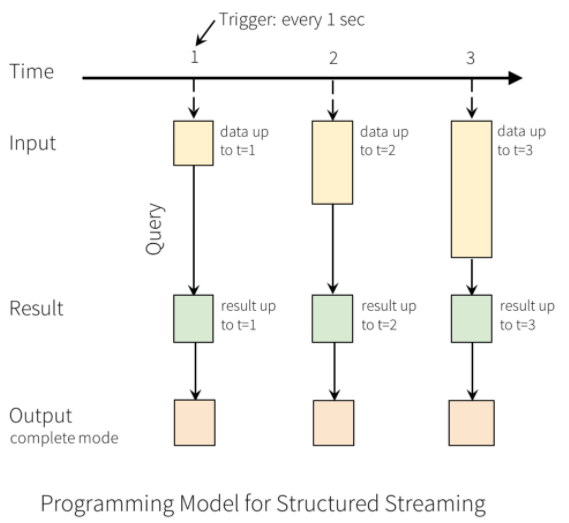 Trigger: every 1 sec
1
2
3
Time
Input
data up
to t=1
data up
to t=2
data up
to t=3
Query
Result
result up
to t=1
result up
to t=2
result up
to t=3
Output
complete mode
Programming Model for Structured Streaming